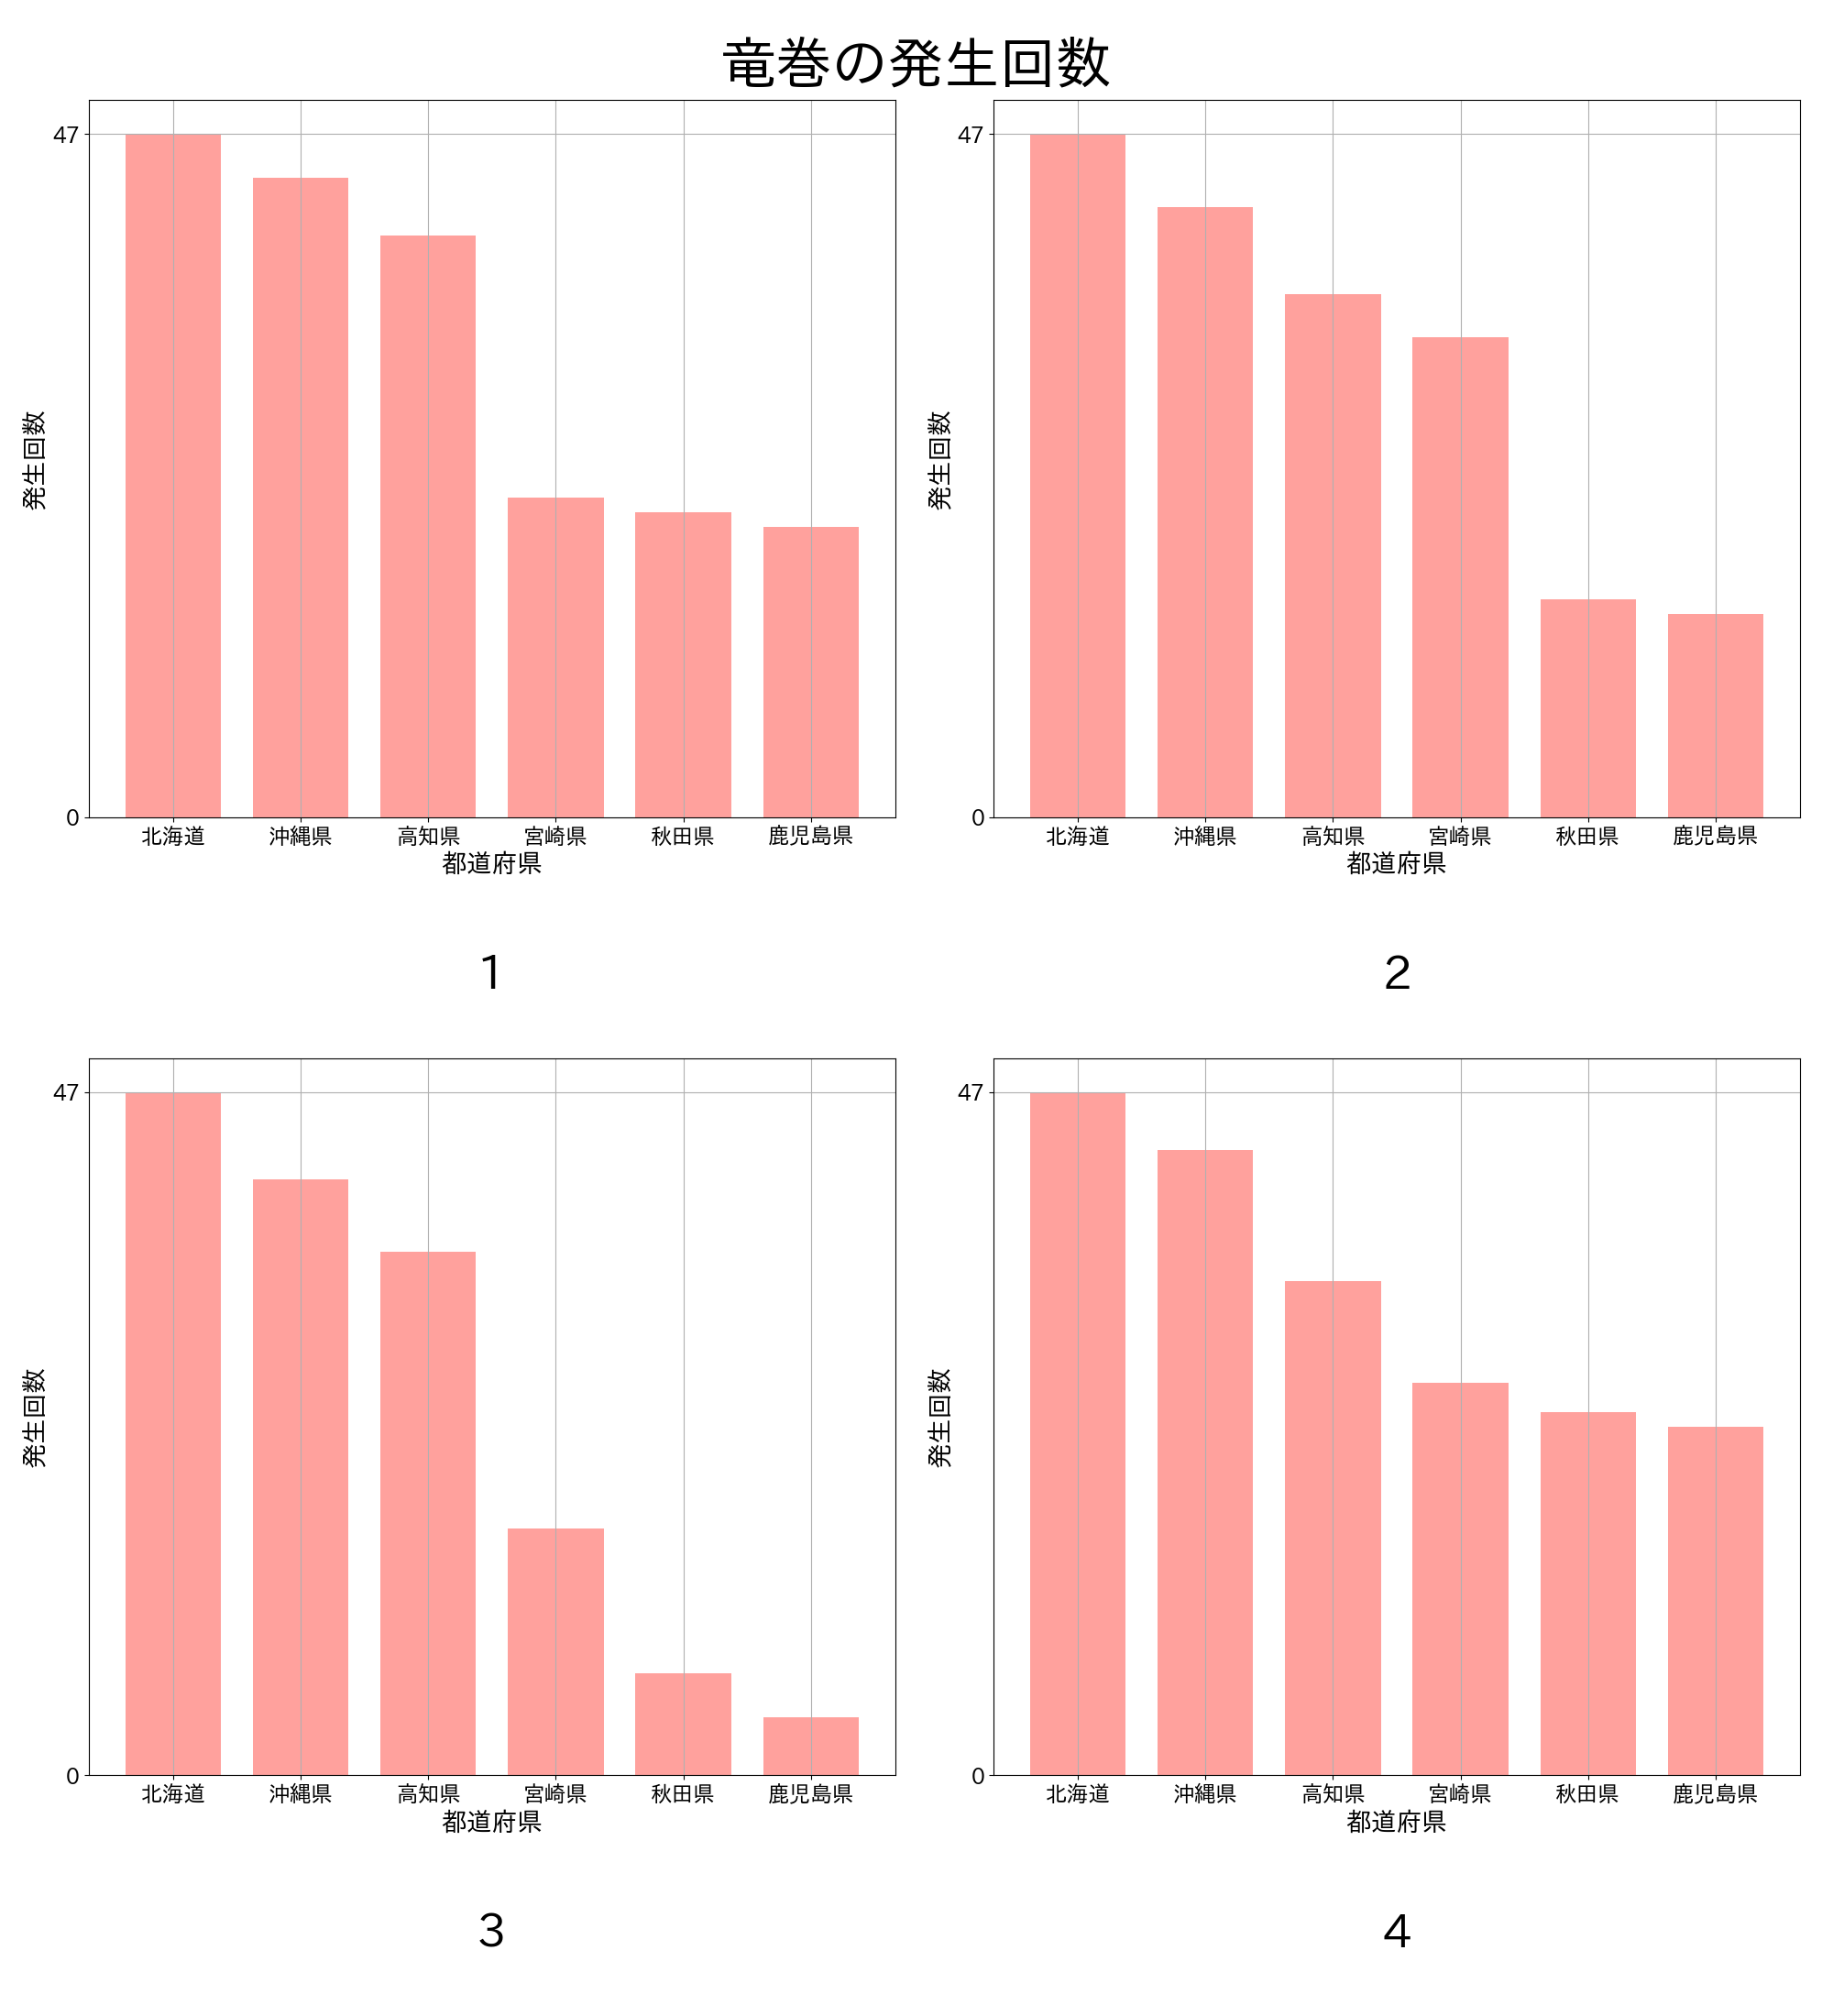 竜巻の発生回数
47
0
発生回数
北海道 沖縄県 高知県 宮崎県 秋田県 鹿児島県
都道府県
1
47
0
発生回数
北海道 沖縄県 高知県 宮崎県 秋田県 鹿児島県
都道府県
2
47
0
発生回数
北海道 沖縄県 高知県 宮崎県 秋田県 鹿児島県
都道府県
3
47
0
発生回数
北海道 沖縄県 高知県 宮崎県 秋田県 鹿児島県
都道府県
4